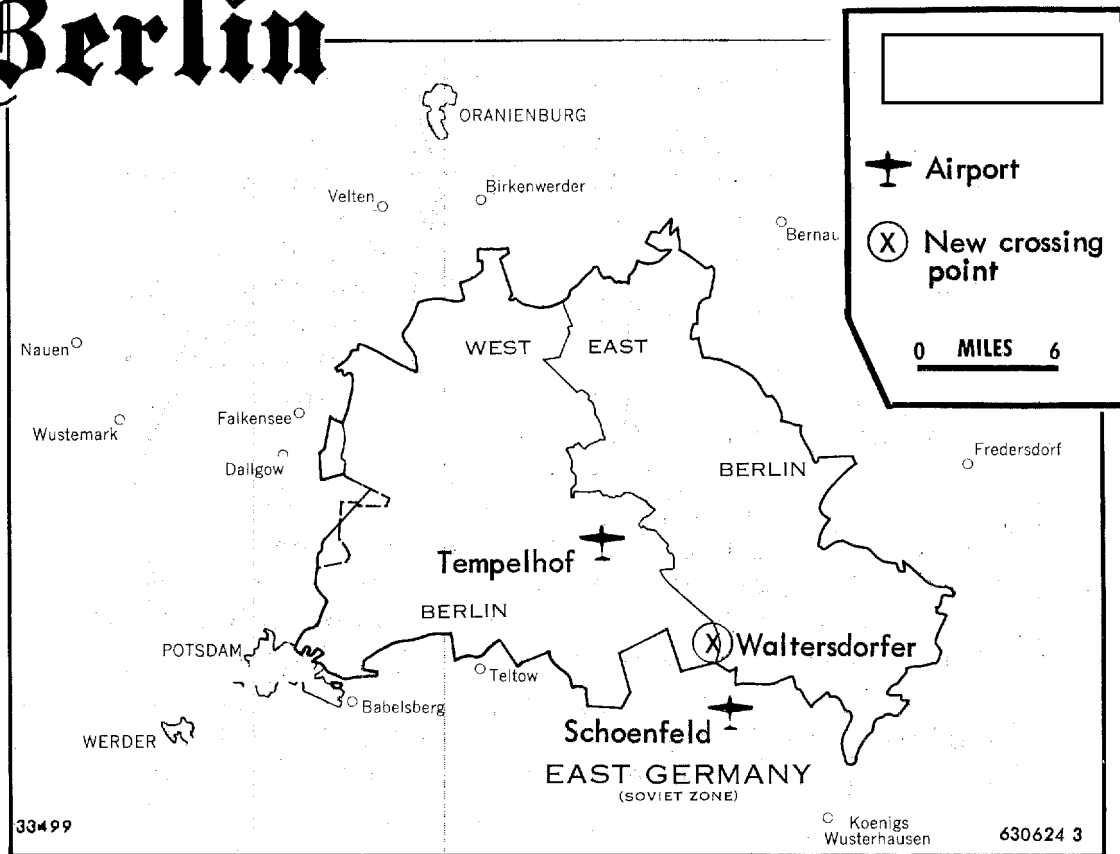 Berlin
ORANIENBURG
Velten
Birkenwerder
Bernau
Airport
New crossing
point
0 MILES 6
Nauen
WEST
EAST
Falkensee
Wustemark
Dallgow
BERLIN
Fredersdorf
Tempelhof
BERLIN
Waltersdorfer
POTSDAM
Teltow
Babelsberg
WERDER
Schoenfeld
EAST GERMANY
(SOVIET ZONE)
Koenigs
Wusterhausen
33499
630624 3